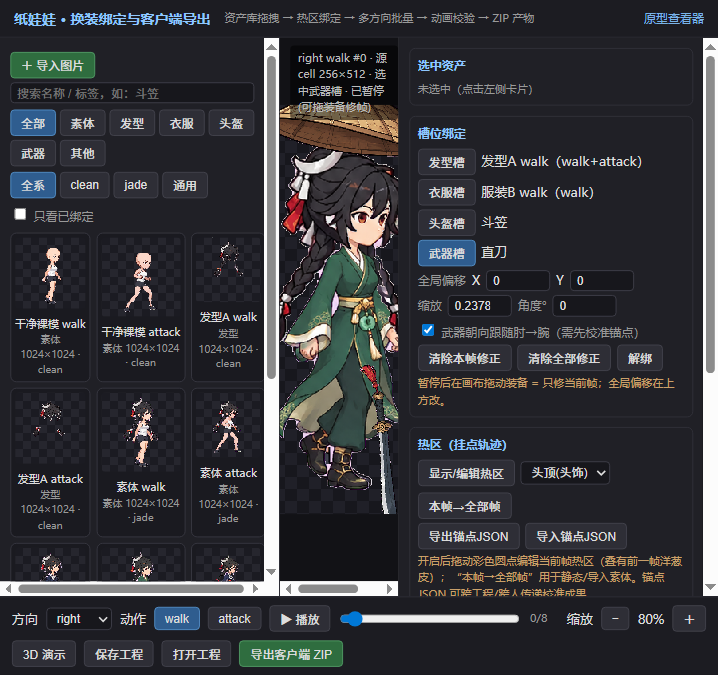 纸娃娃 • 换装绑定与客户端导出
资产库拖拽 → 热区绑定 → 多方向批量 → 动画校验 → ZIP 产物
原型查看器
＋ 导入图片
搜索名称 / 标签，如：斗笠
全部 素体 发型 衣服 头盔
武器 其他
全系 clean jade 通用
只看已绑定
干净裸模 walk
素体
1024×1024
· clean
干净裸模 attack
素体 1024×1024
· clean
发型A walk
发型
1024×1024 ·
clean
发型A attack
发型
1024×1024 ·
clean
素体 walk
素体 1024×1024
· jade
素体 attack
素体
1024×1024 ·
jade
right walk #0 · 源
cell 256×512 · 选
中武器槽 · 已暂停
(可拖装备修帧)
选中资产
未选中（点击左侧卡片）
槽位绑定
发型槽 发型A walk（walk+attack）
衣服槽 服装B walk（walk）
头盔槽 斗笠
武器槽 直刀
全局偏移 X 0 Y 0
缩放 0.2378 角度° 0
武器朝向跟随肘→腕（需先校准锚点）
清除本帧修正 清除全部修正 解绑
暂停后在画布拖动装备 = 只修当前帧；全局偏移在上
方改。
热区（挂点轨迹）
显示/编辑热区 头顶(头饰)
本帧→全部帧
导出锚点JSON 导入锚点JSON
开启后拖动彩色圆点编辑当前帧热区（叠有前一帧洋葱
皮）；“本帧→全部帧”用于静态/导入素体。锚点
JSON 可跨工程/跨人传递校准成果
方向 right 动作 walk attack ▶ 播放 0/8 缩放 − 80% ＋
3D 演示 保存工程 打开工程 导出客户端 ZIP